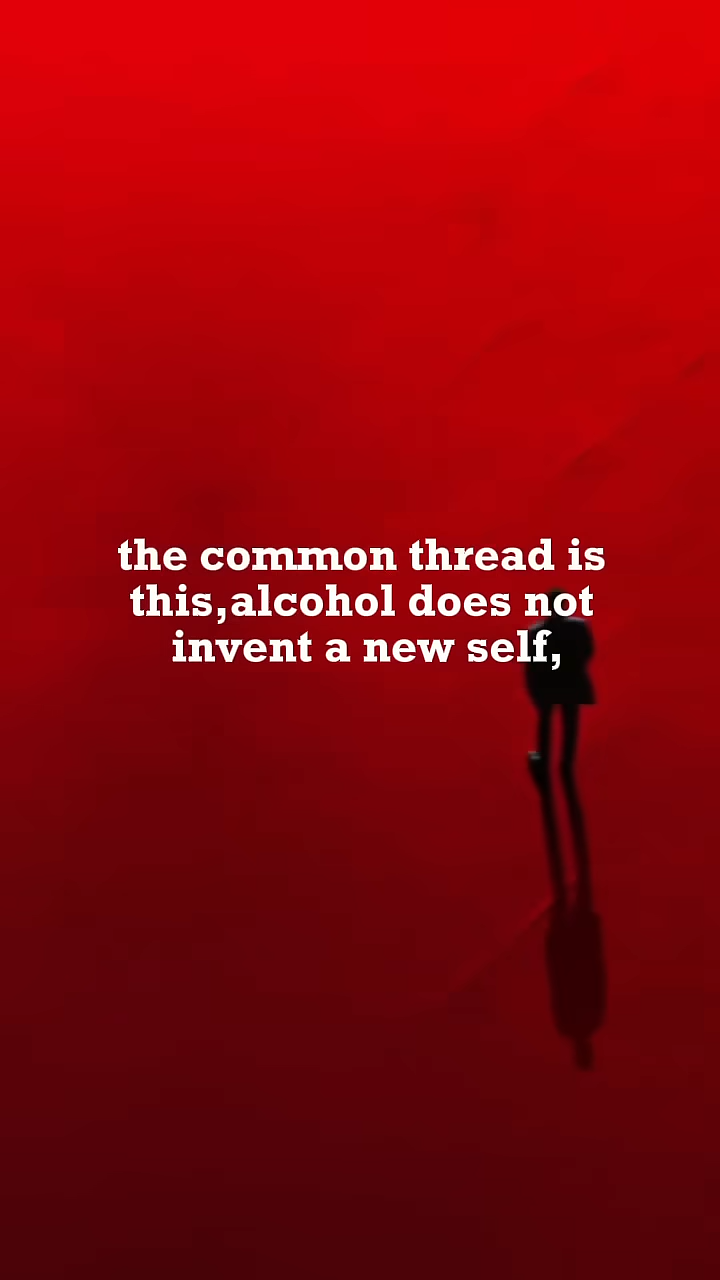 the common thread is
this,alcohol does not
invent a new self,